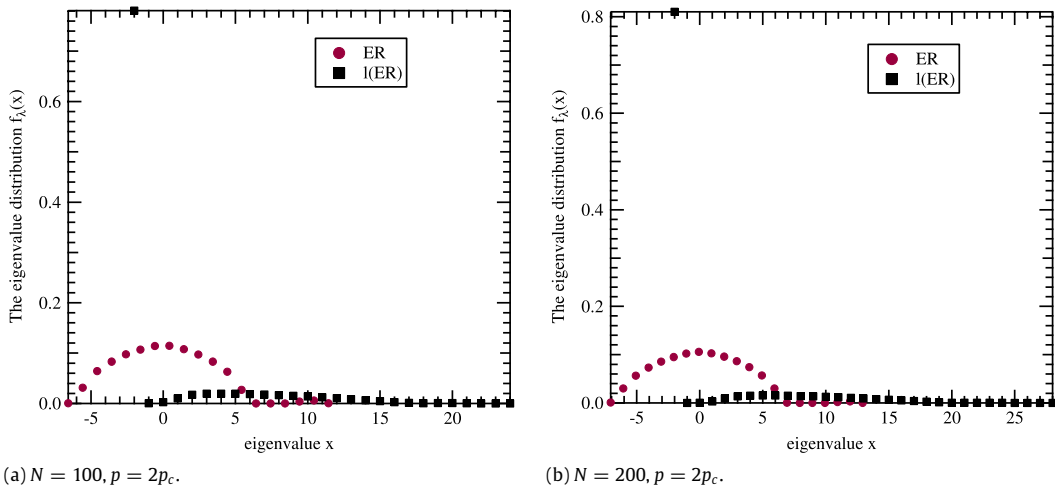 The eigenvalue distribution f_λ(x)
0.6
0.4
0.2
0.0
-5
0
5
10
15
20
eigenvalue x
ER
l(ER)
(a) N = 100, p = 2p_c.
The eigenvalue distribution f_λ(x)
0.8
0.6
0.4
0.2
0.0
-5
0
5
10
15
20
25
eigenvalue x
ER
l(ER)
(b) N = 200, p = 2p_c.